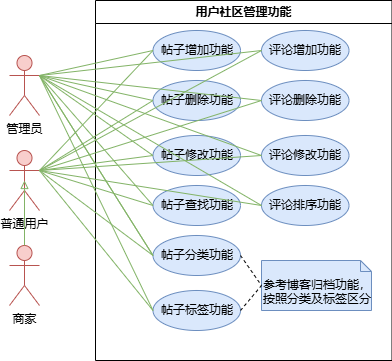 用户社区管理功能
帖子增加功能
评论增加功能
管理员
帖子删除功能
评论删除功能
帖子修改功能
评论修改功能
普通用户
帖子查找功能
评论排序功能
帖子分类功能
参考博客归档功能，
按照分类及标签区分
商家
帖子标签功能